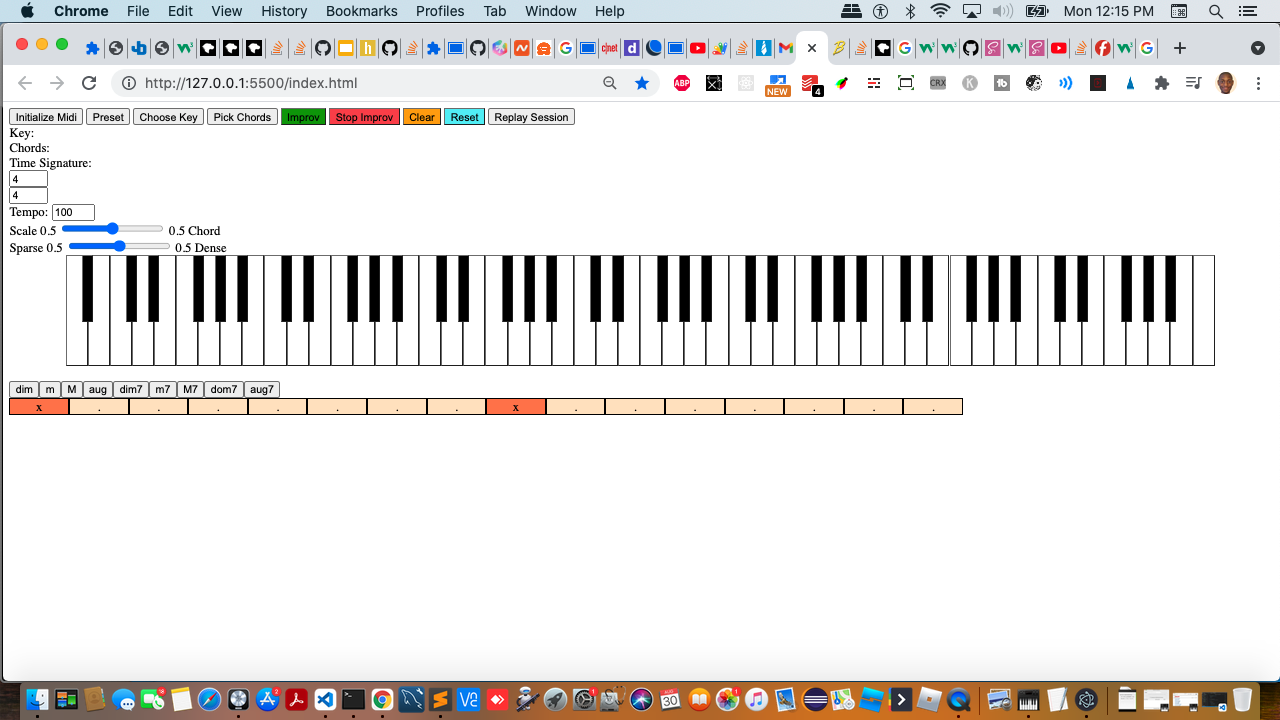 Chrome File Edit View History Bookmarks Profiles Tab Window Help Mon 12:15 PM
http://127.0.0.1:5500/index.html ABP NEW 4 CRX
Initialize Midi Preset Choose Key Pick Chords Improv Stop Improv Clear Reset Replay Session
Key:
Chords:
Time Signature:
4
4
Tempo: 100
Scale 0.5 0.5 Chord
Sparse 0.5 0.5 Dense
dim m M aug dim7 m7 M7 dom7 aug7
x . . . . . . . x . . . . . . .